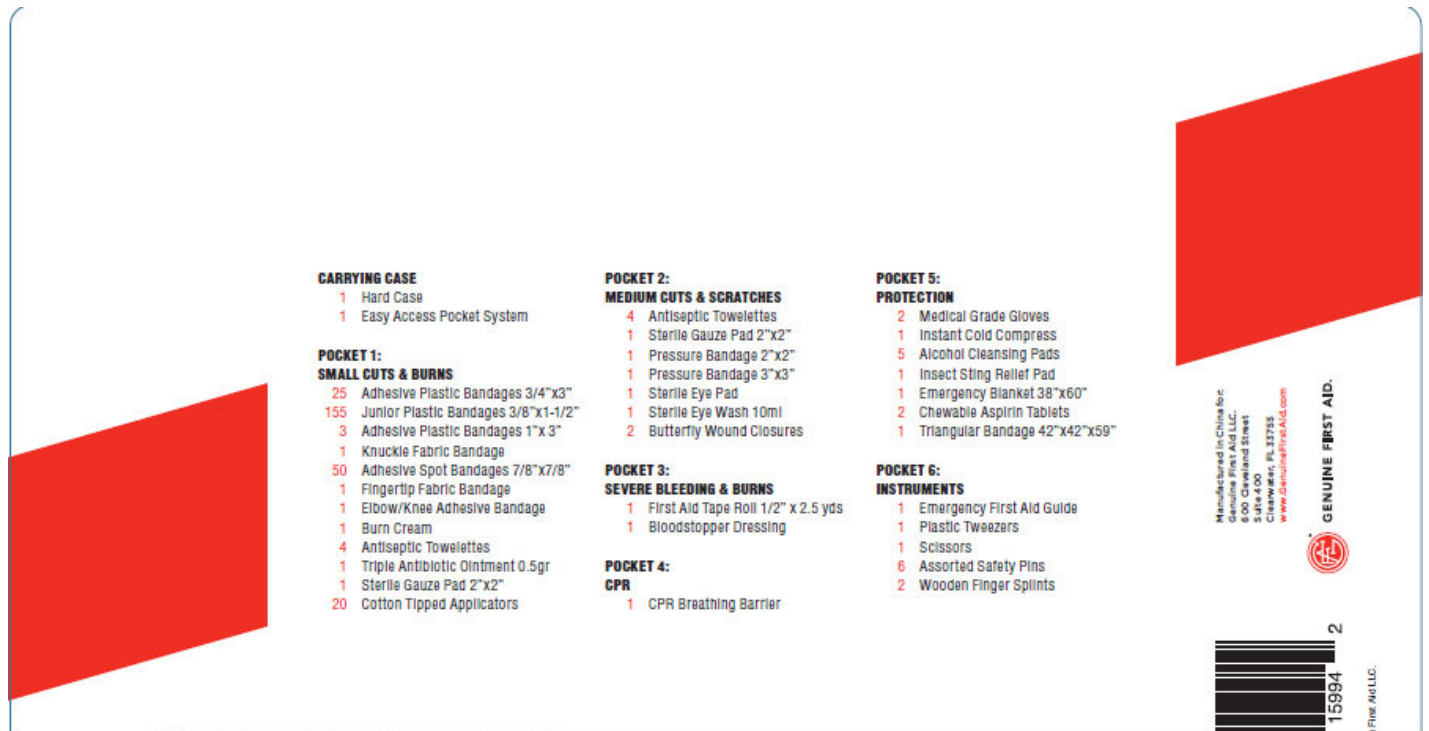 CARRYING CASE
1 Hard Case
1 Easy Access Pocket System
POCKET 1:
SMALL CUTS & BURNS
25 Adhesive Plastic Bandages 3/4"x3"
155 Junior Plastic Bandages 3/8"x1-1/2"
3 Adhesive Plastic Bandages 1"x 3"
1 Knuckle Fabric Bandage
50 Adhesive Spot Bandages 7/8"x7/8"
1 Fingertip Fabric Bandage
1 Elbow/Knee Adhesive Bandage
1 Burn Cream
4 Antiseptic Towelettes
1 Triple Antibiotic Ointment 0.5gr
1 Sterile Gauze Pad 2"x2"
20 Cotton Tipped Applicators
POCKET 2:
MEDIUM CUTS & SCRATCHES
4 Antiseptic Towelettes
1 Sterile Gauze Pad 2"x2"
1 Pressure Bandage 2"x2"
1 Pressure Bandage 3"x3"
1 Sterile Eye Pad
1 Sterile Eye Wash 10ml
2 Butterfly Wound Closures
POCKET 3:
SEVERE BLEEDING & BURNS
1 First Aid Tape Roll 1/2" x 2.5 yds
1 Bloodstopper Dressing
POCKET 4:
CPR
1 CPR Breathing Barrier
POCKET 5:
PROTECTION
2 Medical Grade Gloves
1 Instant Cold Compress
5 Alcohol Cleansing Pads
1 Insect Sting Relief Pad
1 Emergency Blanket 38"x60"
2 Chewable Aspirin Tablets
1 Triangular Bandage 42"x42"x59"
POCKET 6:
INSTRUMENTS
1 Emergency First Aid Guide
1 Plastic Tweezers
1 Scissors
6 Assorted Safety Pins
2 Wooden Finger Splints
Manufactured in China for:
Genuine First Aid LLC.
600 Cleveland Street
Suite 400
Clearwater, FL 33755
www.GenuineFirstAid.com
GENUINE FIRST AID.
15994 2
First Aid LLC.